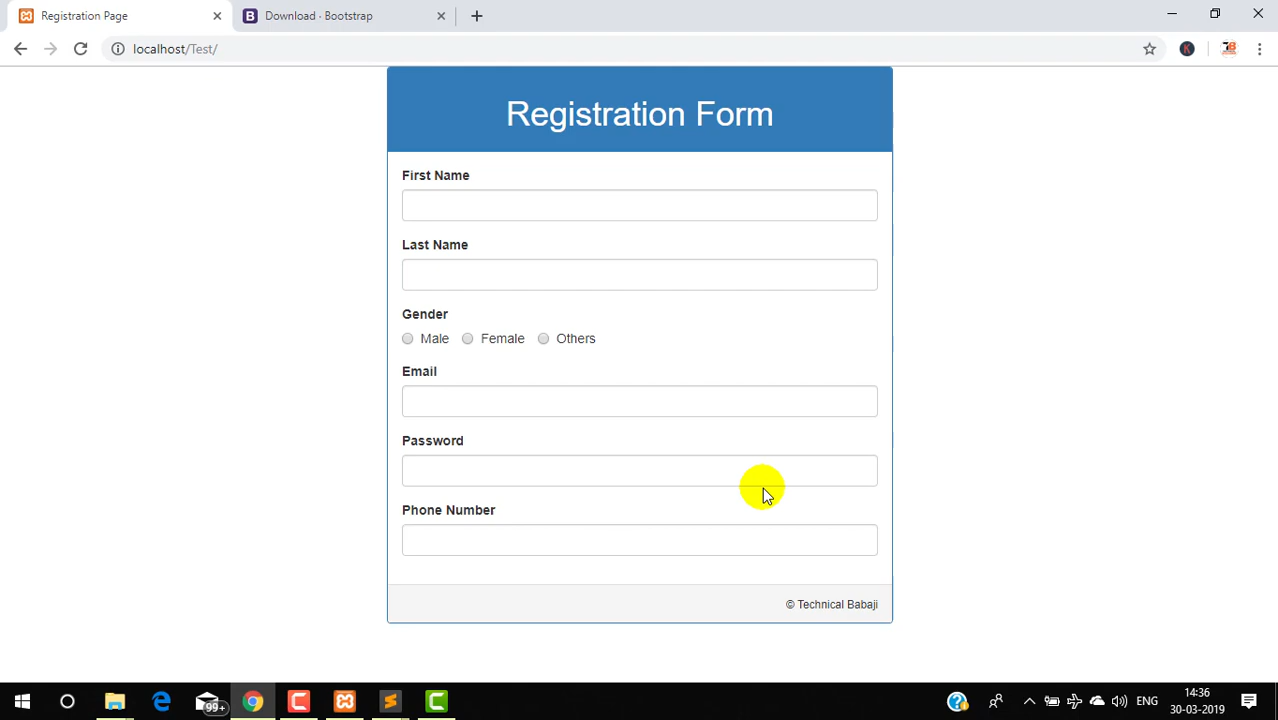 Registration Page
Download · Bootstrap
localhost/Test/
Registration Form
First Name
Last Name
Gender
Male Female Others
Email
Password
Phone Number
© Technical Babaji
99+
ENG
14:36
30-03-2019